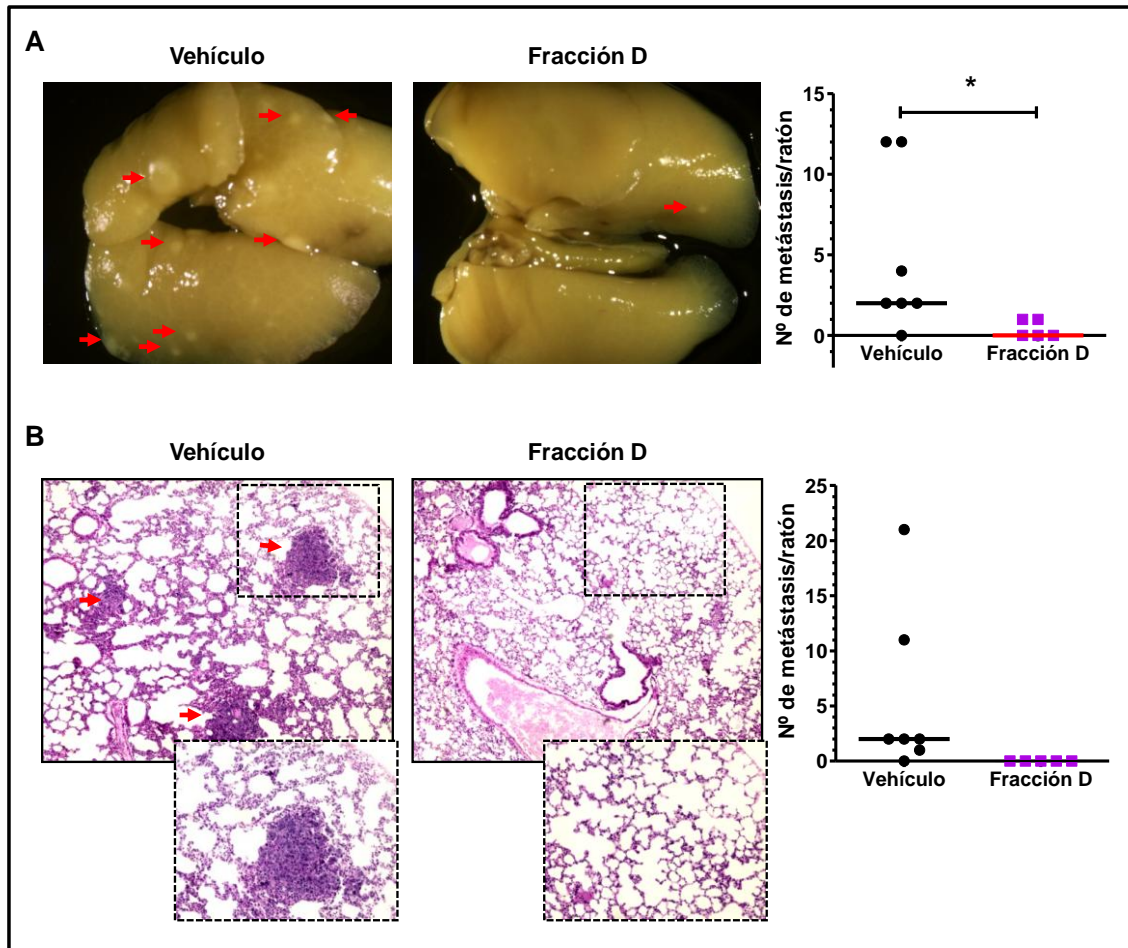 A
Vehículo
Fracción D
Nº de metástasis/ratón
15
10
5
0
*
Vehículo
Fracción D
B
Vehículo
Fracción D
Nº de metástasis/ratón
25
20
15
10
5
0
Vehículo
Fracción D